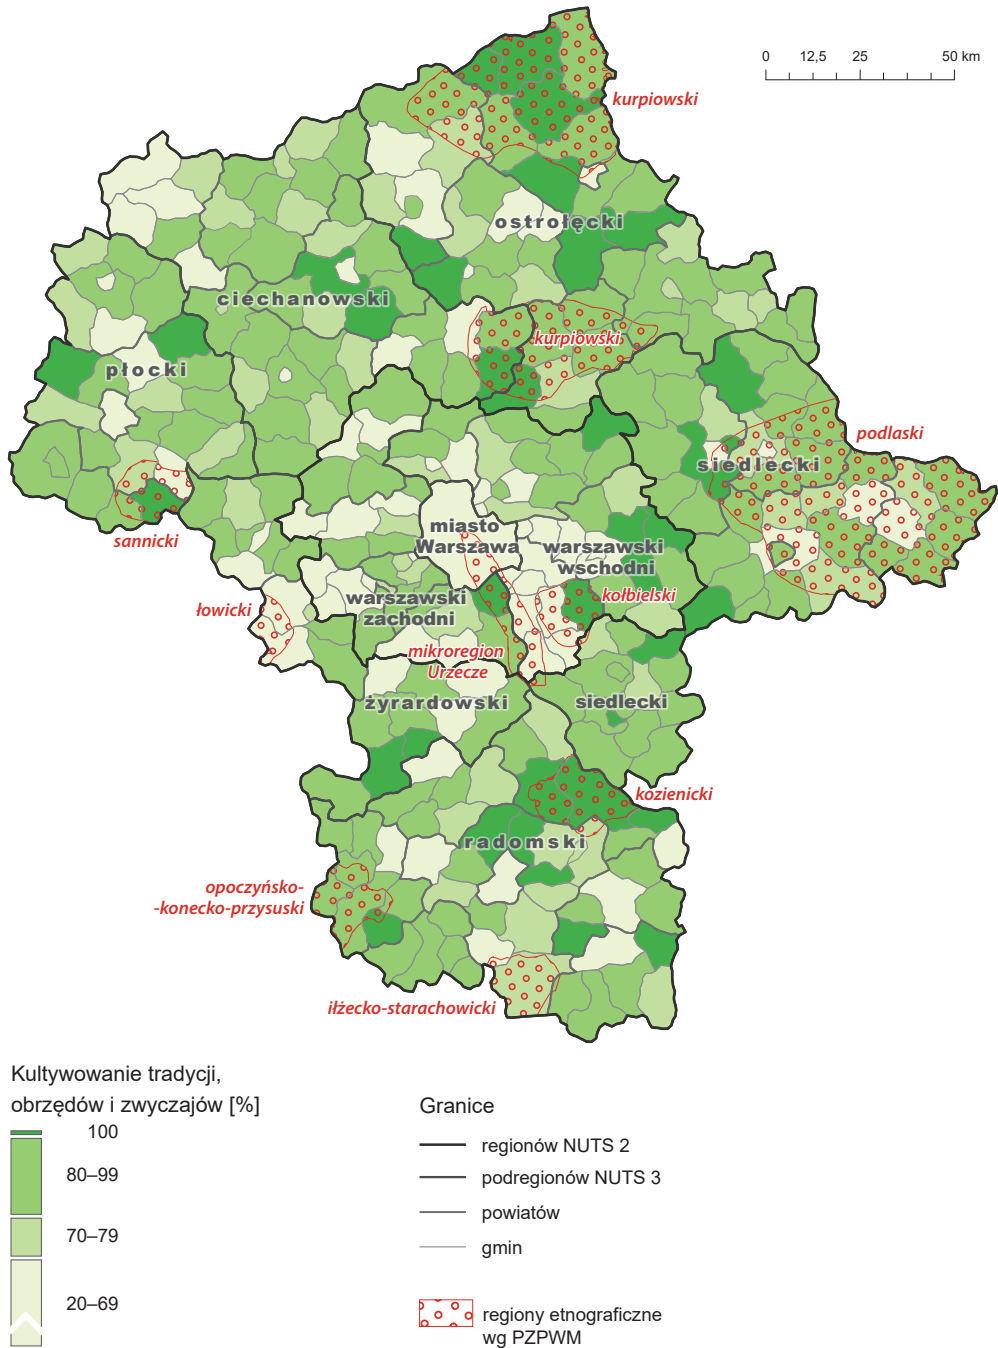 0 12,5 25 50 km
kurpiowski
ostrołęcki
ciechanowski
kurpiowski
płocki
podlaski
siedlecki
sannicki
miasto
Warszawa
warszawski
wschodni
łowicki
warszawski
zachodni
kołbielski
mikroregion
Urzecze
żyrardowski
siedlecki
kozienicki
radomski
opoczyńsko-
-konecko-przysuski
iłżecko-starachowicki
Kultywowanie tradycji,
obrzędów i zwyczajów [%]
100
80–99
70–79
20–69
Granice
regionów NUTS 2
podregionów NUTS 3
powiatów
gmin
regiony etnograficzne
wg PZPWM